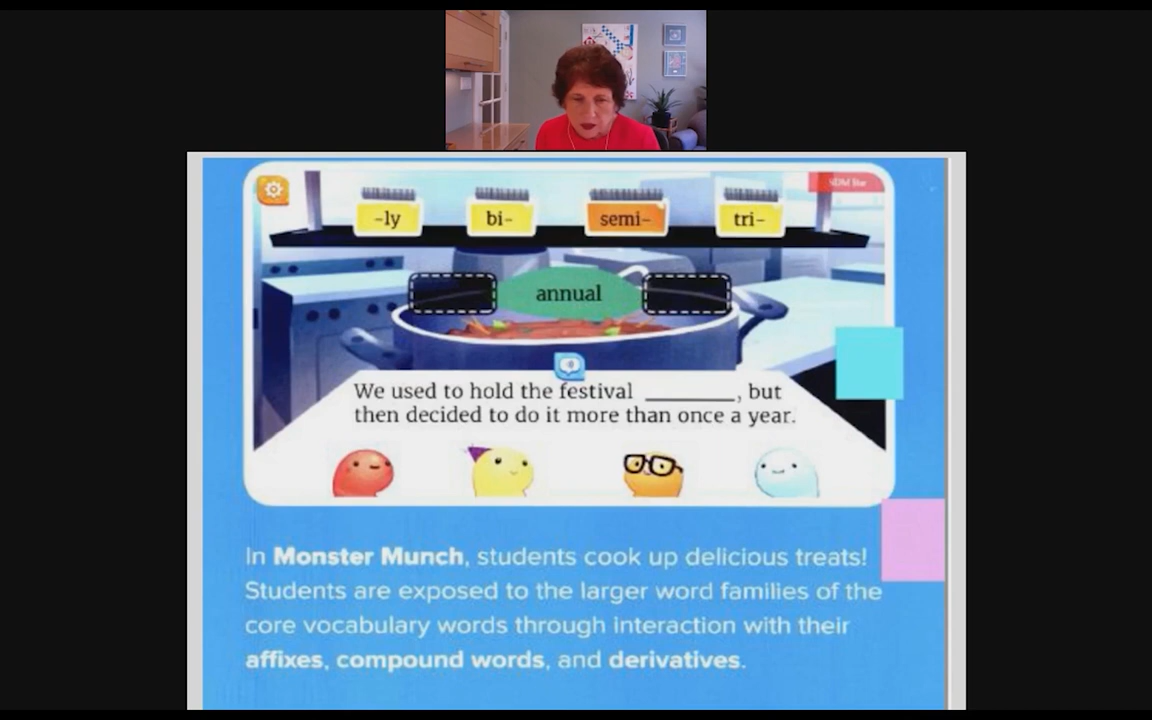 -ly bi- semi- tri-
annual
We used to hold the festival ________, but
then decided to do it more than once a year.
In Monster Munch, students cook up delicious treats!
Students are exposed to the larger word families of the
core vocabulary words through interaction with their
affixes, compound words, and derivatives.